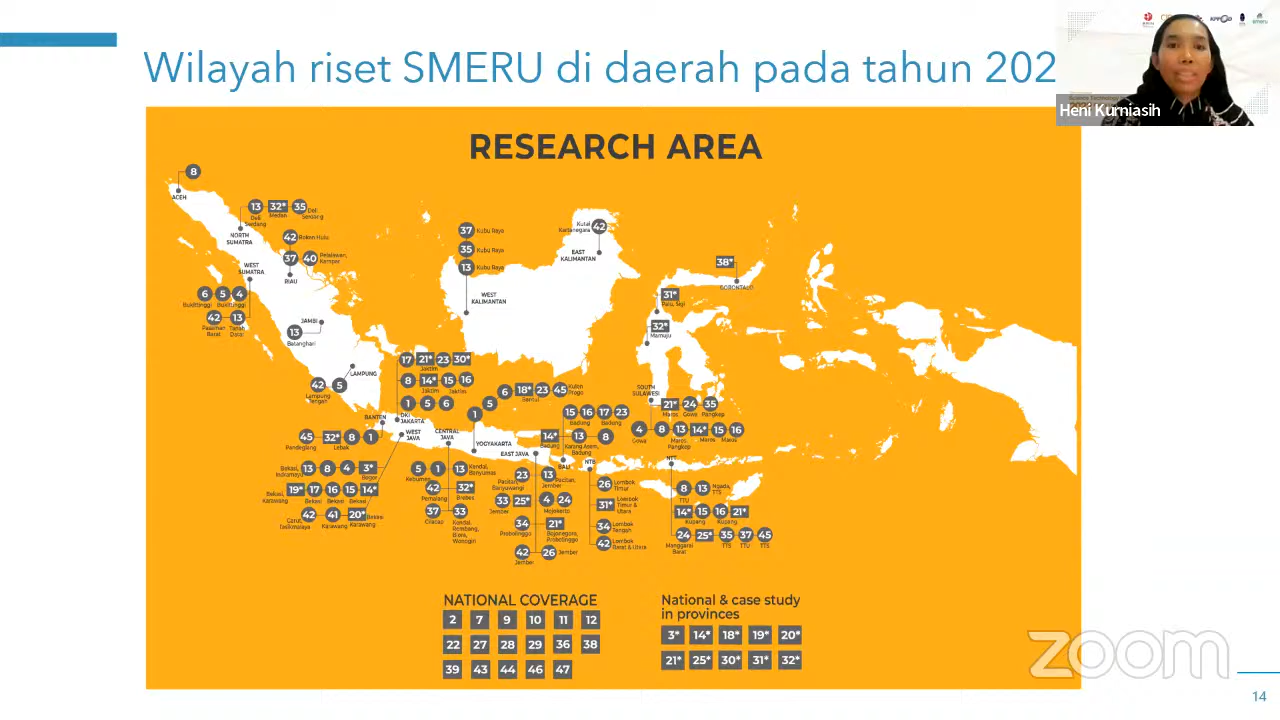 Wilayah riset SMERU di daerah pada tahun 202
Heni Kurniasih
RESEARCH AREA
8
ACEH
13 32* 35
Deli Serdang Medan Deli Serdang
NORTH SUMATRA
42 Rokan Hulu
37 40 Pelalawan, Kampar
RIAU
WEST SUMATRA
6 5 4
Bukittinggi Bukittinggi
42 13
Pasaman Barat Tanah Datar
JAMBI
13
Batanghari
LAMPUNG
42 5
Lampung Tengah
37 Kubu Raya
35 Kubu Raya
13 Kubu Raya
WEST KALIMANTAN
Kutai Kartanegara 42
EAST KALIMANTAN
38*
GORONTALO
31*
Palu, Sigi
32*
Mamuju
SOUTH SULAWESI
21* 24 35
Maros Gowa Pangkep
4 8 13 14* 15 16
Gowa Maros, Pangkep Maros Maros
17 21* 23 30*
Jaktim
8 14* 15 16
Jaktim Jaktim
1 5 6
DKI JAKARTA
BANTEN
45 32* 8 1
Pandeglang Lebak
WEST JAVA
Bekasi, Indramayu 13 8 4 3*
Bogor
Bekasi, Karawang 19* 17 16 15 14*
Bekasi Bekasi Bekasi
42 41 20* Bekasi
Garut, Tasikmalaya Karawang Karawang
CENTRAL JAVA
5 1 13 Kendal, Banyumas
Kebumen
42 32*
Pemalang Brebes
37 33
Cilacap Kendal, Rembang, Blora, Wonogiri
YOGYAKARTA
1 5 6 18* 23 45 Kulon Progo
Bantul
EAST JAVA
23 13
Pacitan, Banyuwangi Pacitan, Jember
33 25* 4 24
Jember Mojokerto
34 21*
Probolinggo Bojonegoro, Probolinggo
42 26 Jember
Jember
BALI
15 16 17 23
Badung Badung
14* 13 8
Badung Karang Asem, Badung
NTB
26 Lombok Timur
31* Lombok Timur & Utara
34 Lombok Tengah
42 Lombok Barat & Utara
NTT
8 13 Ngada, TTS
TTU
14* 15 16 21*
Kupang Kupang
24 25* 35 37 45
Manggarai Barat TTS TTU TTS
NATIONAL COVERAGE
2 7 9 10 11 12
22 27 28 29 36 38
39 43 44 46 47
National & case study
in provinces
3* 14* 18* 19* 20*
21* 25* 30* 31* 32*
zoom
14